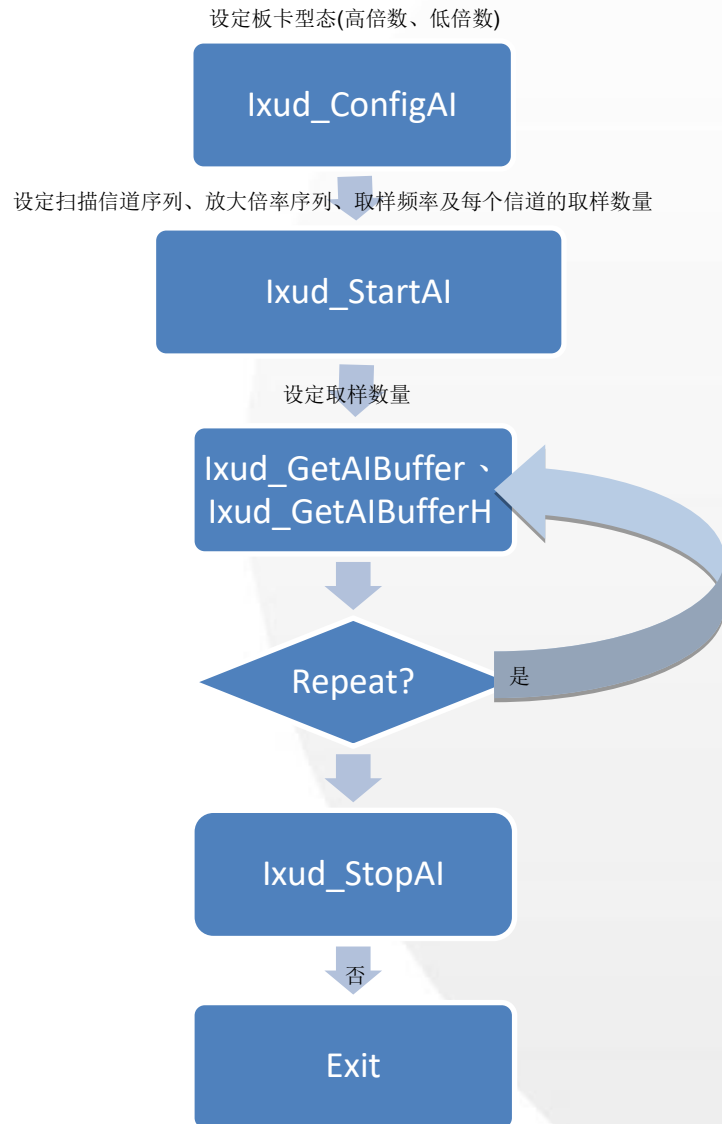 设定板卡型态(高倍数、低倍数)
Ixud_ConfigAI
设定扫描信道序列、放大倍率序列、取样频率及每个信道的取样数量
Ixud_StartAI
设定取样数量
Ixud_GetAIBuffer、
Ixud_GetAIBufferH
Repeat?
是
Ixud_StopAI
否
Exit